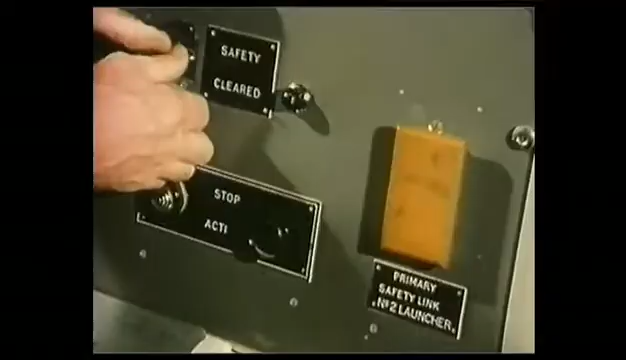 SAFETY
CLEARED
STOP
ACTI
PRIMARY
SAFETY LINK
Nº2 LAUNCHER.